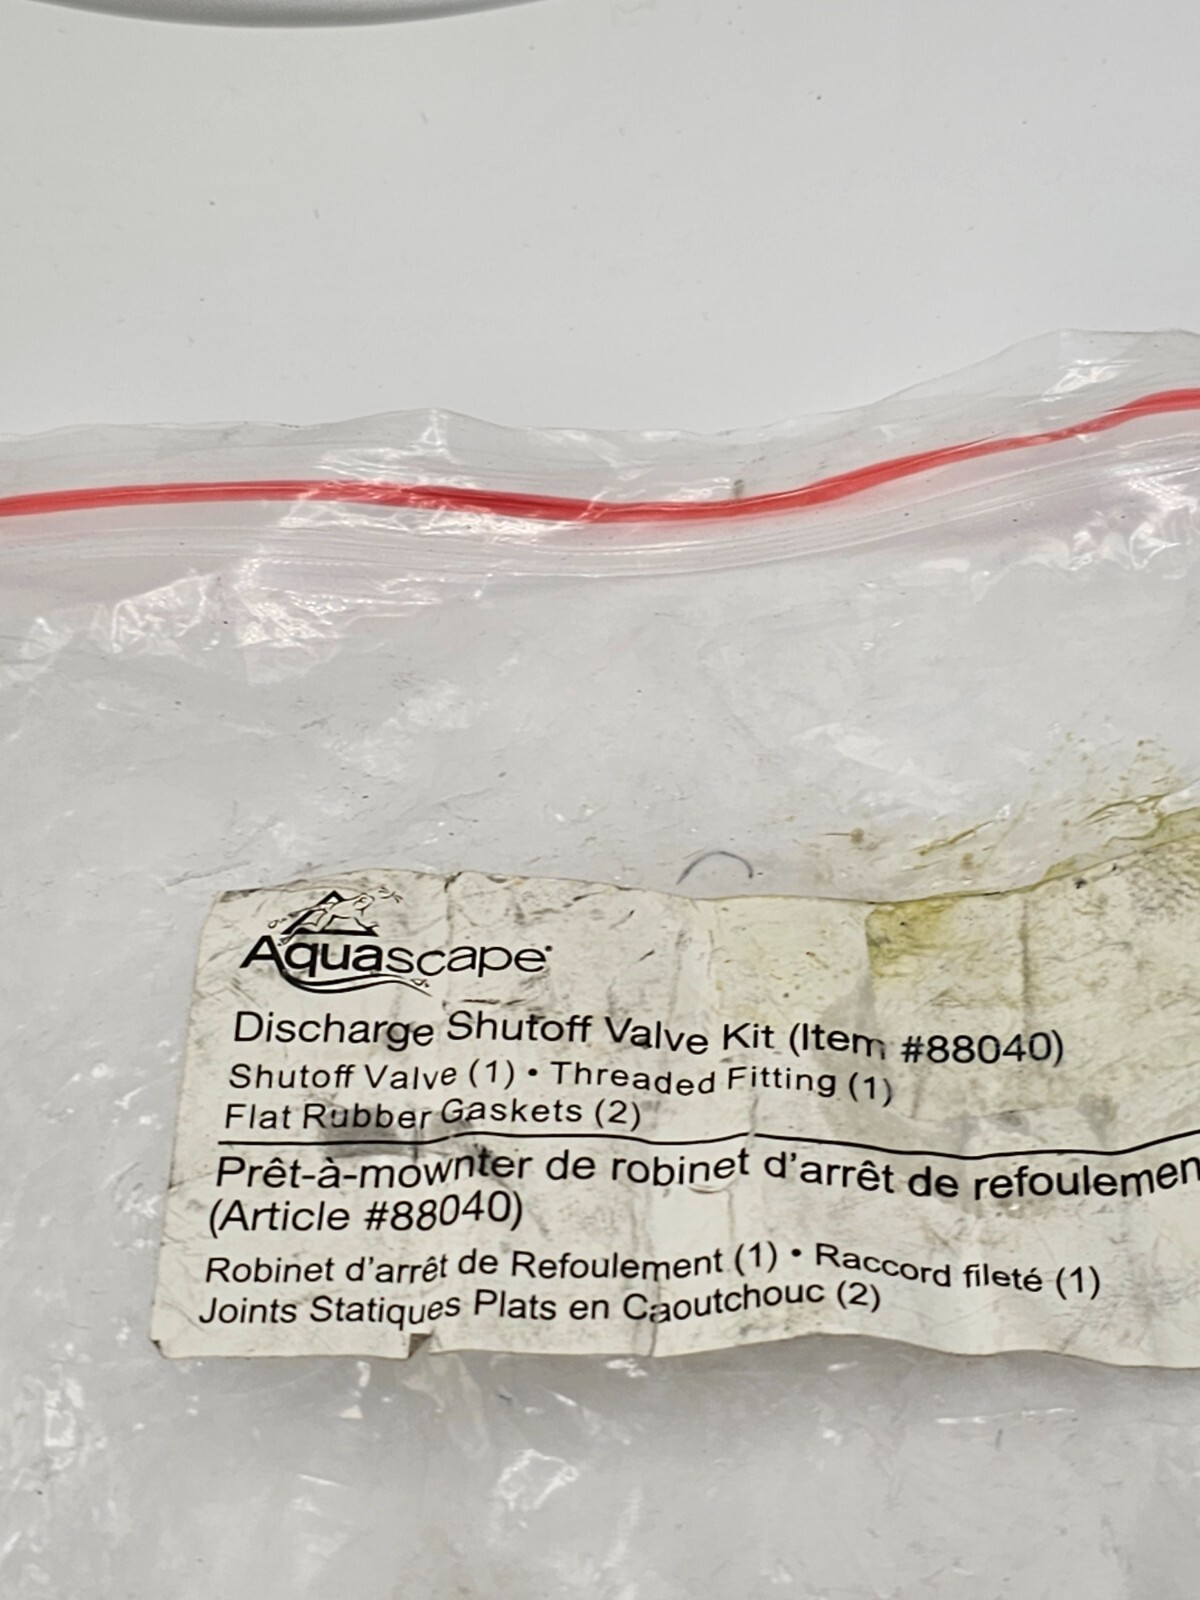 Aquascape
Discharge Shutoff Valve Kit (Item #88040)
Shutoff Valve (1) • Threaded Fitting (1)
Flat Rubber Gaskets (2)
Prêt-à-mownter de robinet d'arrêt de refoulemen
(Article #88040)
Robinet d'arrêt de Refoulement (1) • Raccord fileté (1)
Joints Statiques Plats en Caoutchouc (2)